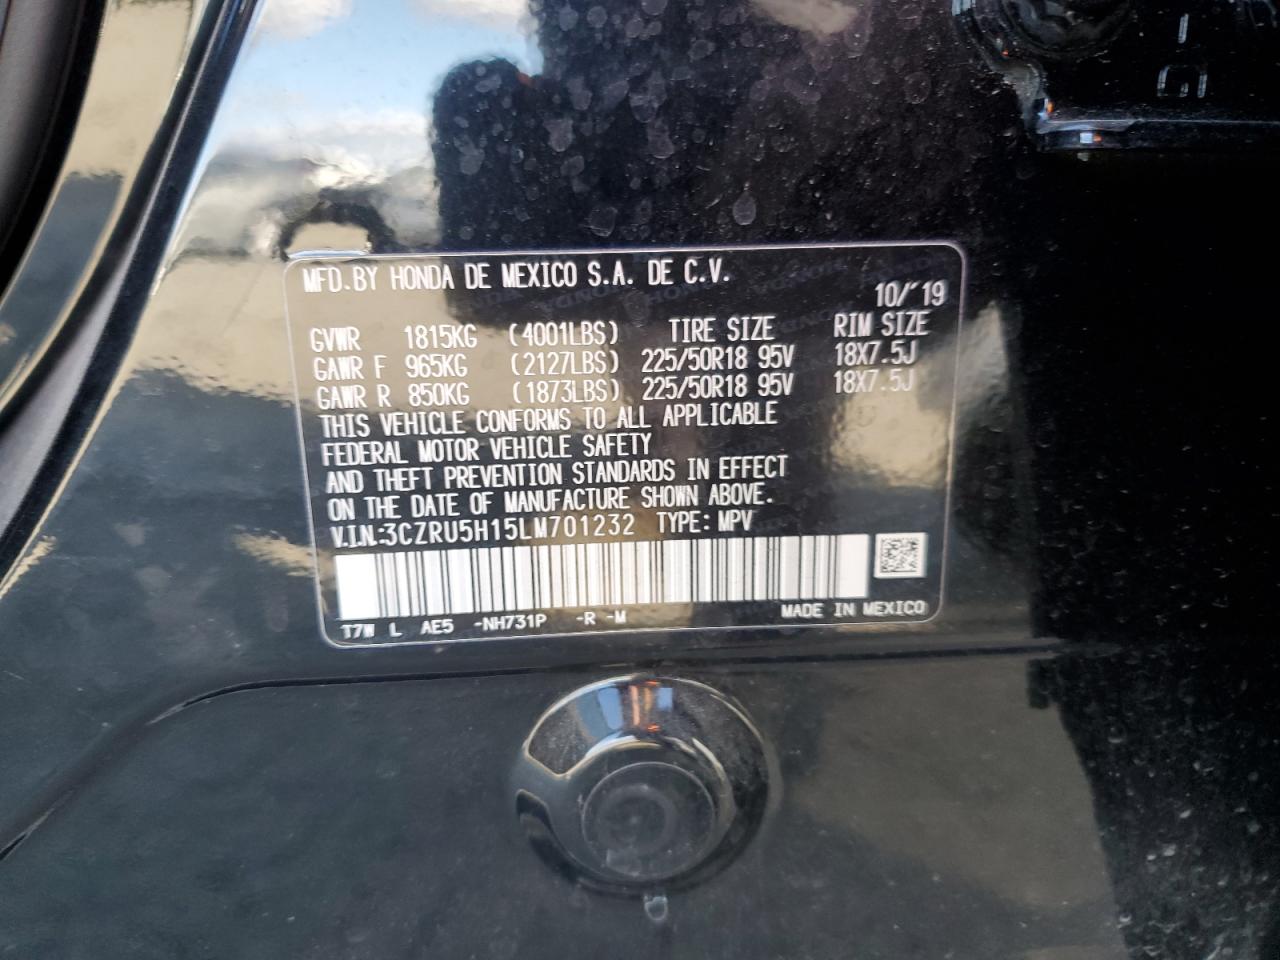 MFD.BY HONDA DE MEXICO S.A. DE C.V.
10/'19
GVWR 1815KG (4001LBS) TIRE SIZE RIM SIZE
GAWR F 965KG (2127LBS) 225/50R18 95V 18X7.5J
GAWR R 850KG (1873LBS) 225/50R18 95V 18X7.5J
THIS VEHICLE CONFORMS TO ALL APPLICABLE
FEDERAL MOTOR VEHICLE SAFETY
AND THEFT PREVENTION STANDARDS IN EFFECT
ON THE DATE OF MANUFACTURE SHOWN ABOVE.
V.I.N.:3CZRU5H15LM701232 TYPE: MPV
T7W L AE5 -NH731P -R -M MADE IN MEXICO